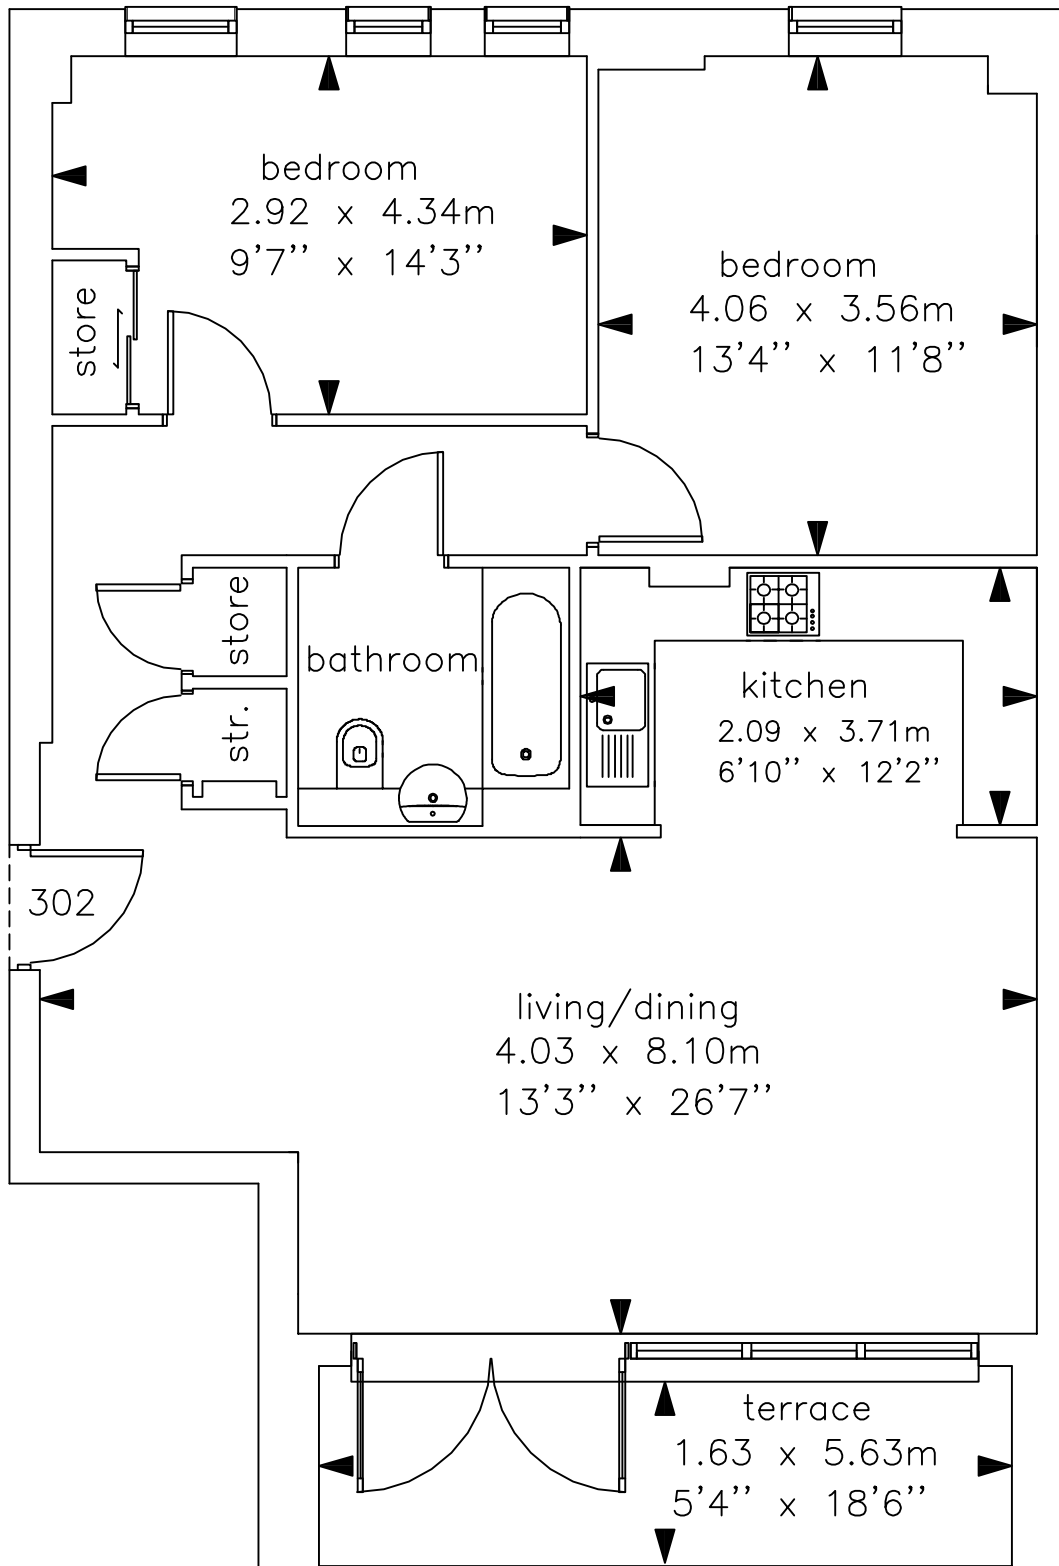 bedroom
2.92 x 4.34m
9'7'' x 14'3''
bedroom
4.06 x 3.56m
13'4'' x 11'8''
store
store
bathroom
kitchen
2.09 x 3.71m
6'10'' x 12'2''
str.
302
living/dining
4.03 x 8.10m
13'3'' x 26'7''
terrace
1.63 x 5.63m
5'4'' x 18'6''